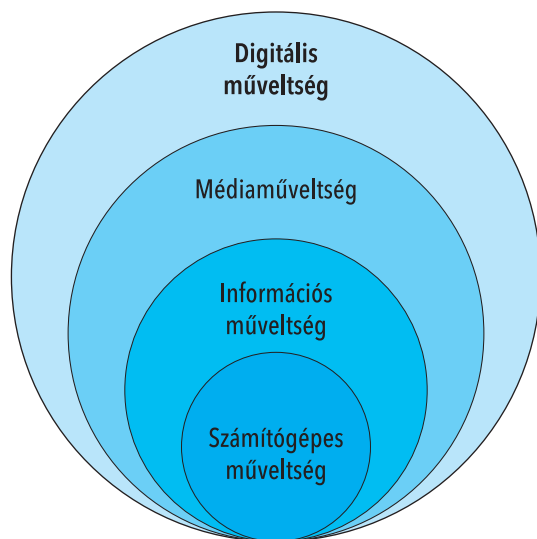 Digitális
műveltség
Médiaműveltség
Információs
műveltség
Számítógépes
műveltség